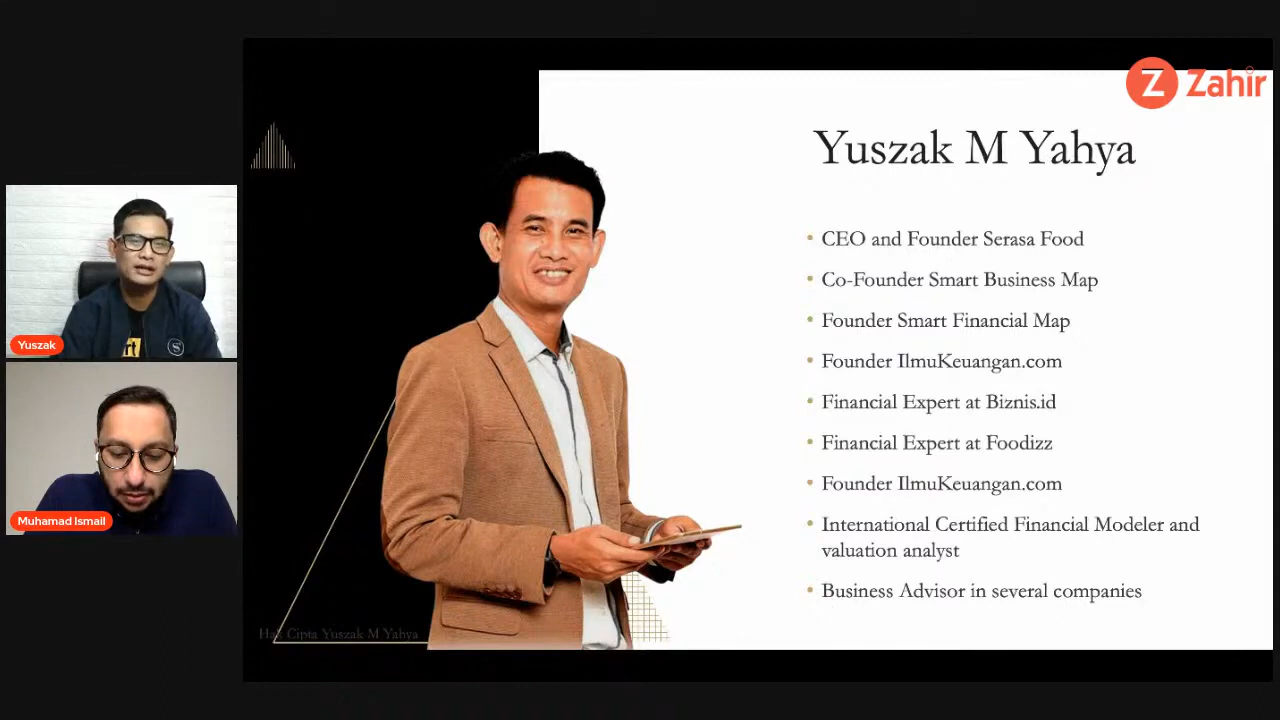 Z Zahir
Yuszak M Yahya
CEO and Founder Serasa Food
Co-Founder Smart Business Map
Founder Smart Financial Map
Founder IlmuKeuangan.com
Financial Expert at Biznis.id
Financial Expert at Foodizz
Founder IlmuKeuangan.com
International Certified Financial Modeler and
valuation analyst
Business Advisor in several companies
Hak Cipta Yuszak M Yahya
Yuszak
Muhamad Ismail